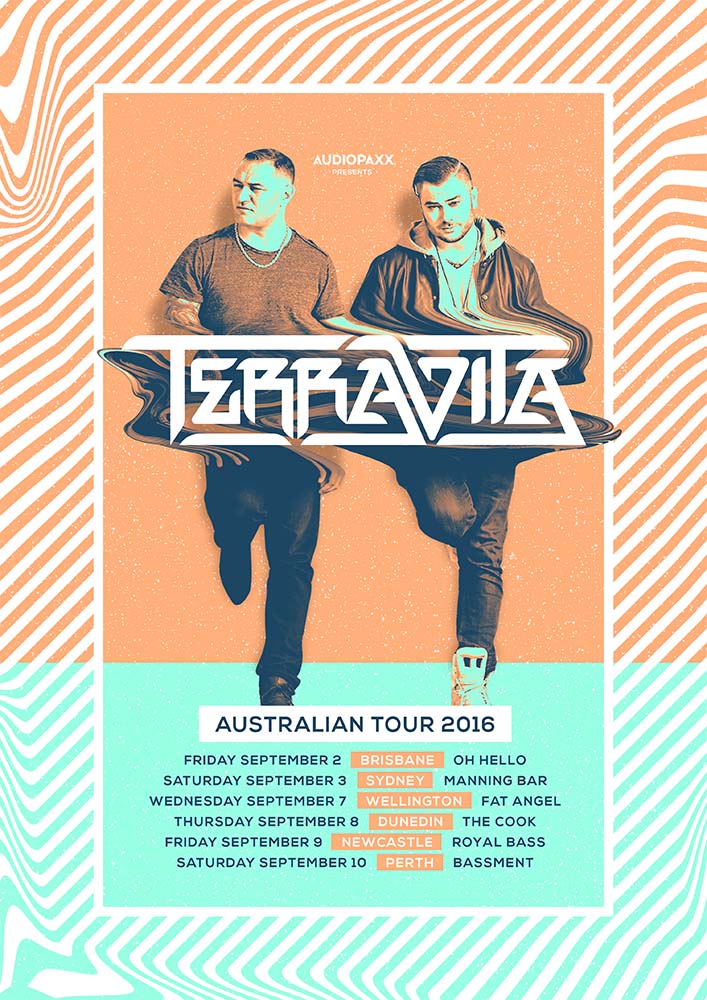 AUDIOPAXX
PRESENTS
TERRAVITA
AUSTRALIAN TOUR 2016
FRIDAY SEPTEMBER 2 BRISBANE OH HELLO
SATURDAY SEPTEMBER 3 SYDNEY MANNING BAR
WEDNESDAY SEPTEMBER 7 WELLINGTON FAT ANGEL
THURSDAY SEPTEMBER 8 DUNEDIN THE COOK
FRIDAY SEPTEMBER 9 NEWCASTLE ROYAL BASS
SATURDAY SEPTEMBER 10 PERTH BASSMENT